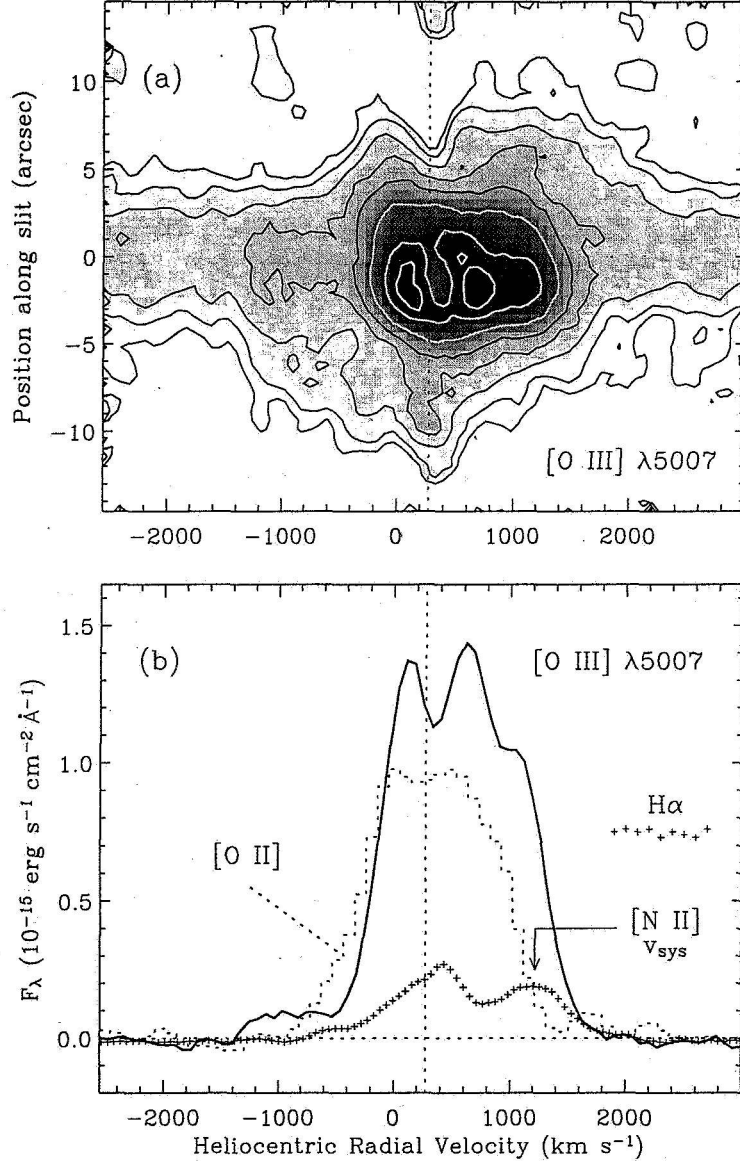 (a)
Position along slit (arcsec)
10
5
0
−5
−10
[O III] λ5007
−2000 −1000 0 1000 2000
(b)
[O III] λ5007
F_λ (10⁻¹⁵ erg s⁻¹ cm⁻² Å⁻¹)
1.5
1.0
0.5
0.0
Hα
[O II]
[N II]
v_sys
−2000 −1000 0 1000 2000
Heliocentric Radial Velocity (km s⁻¹)